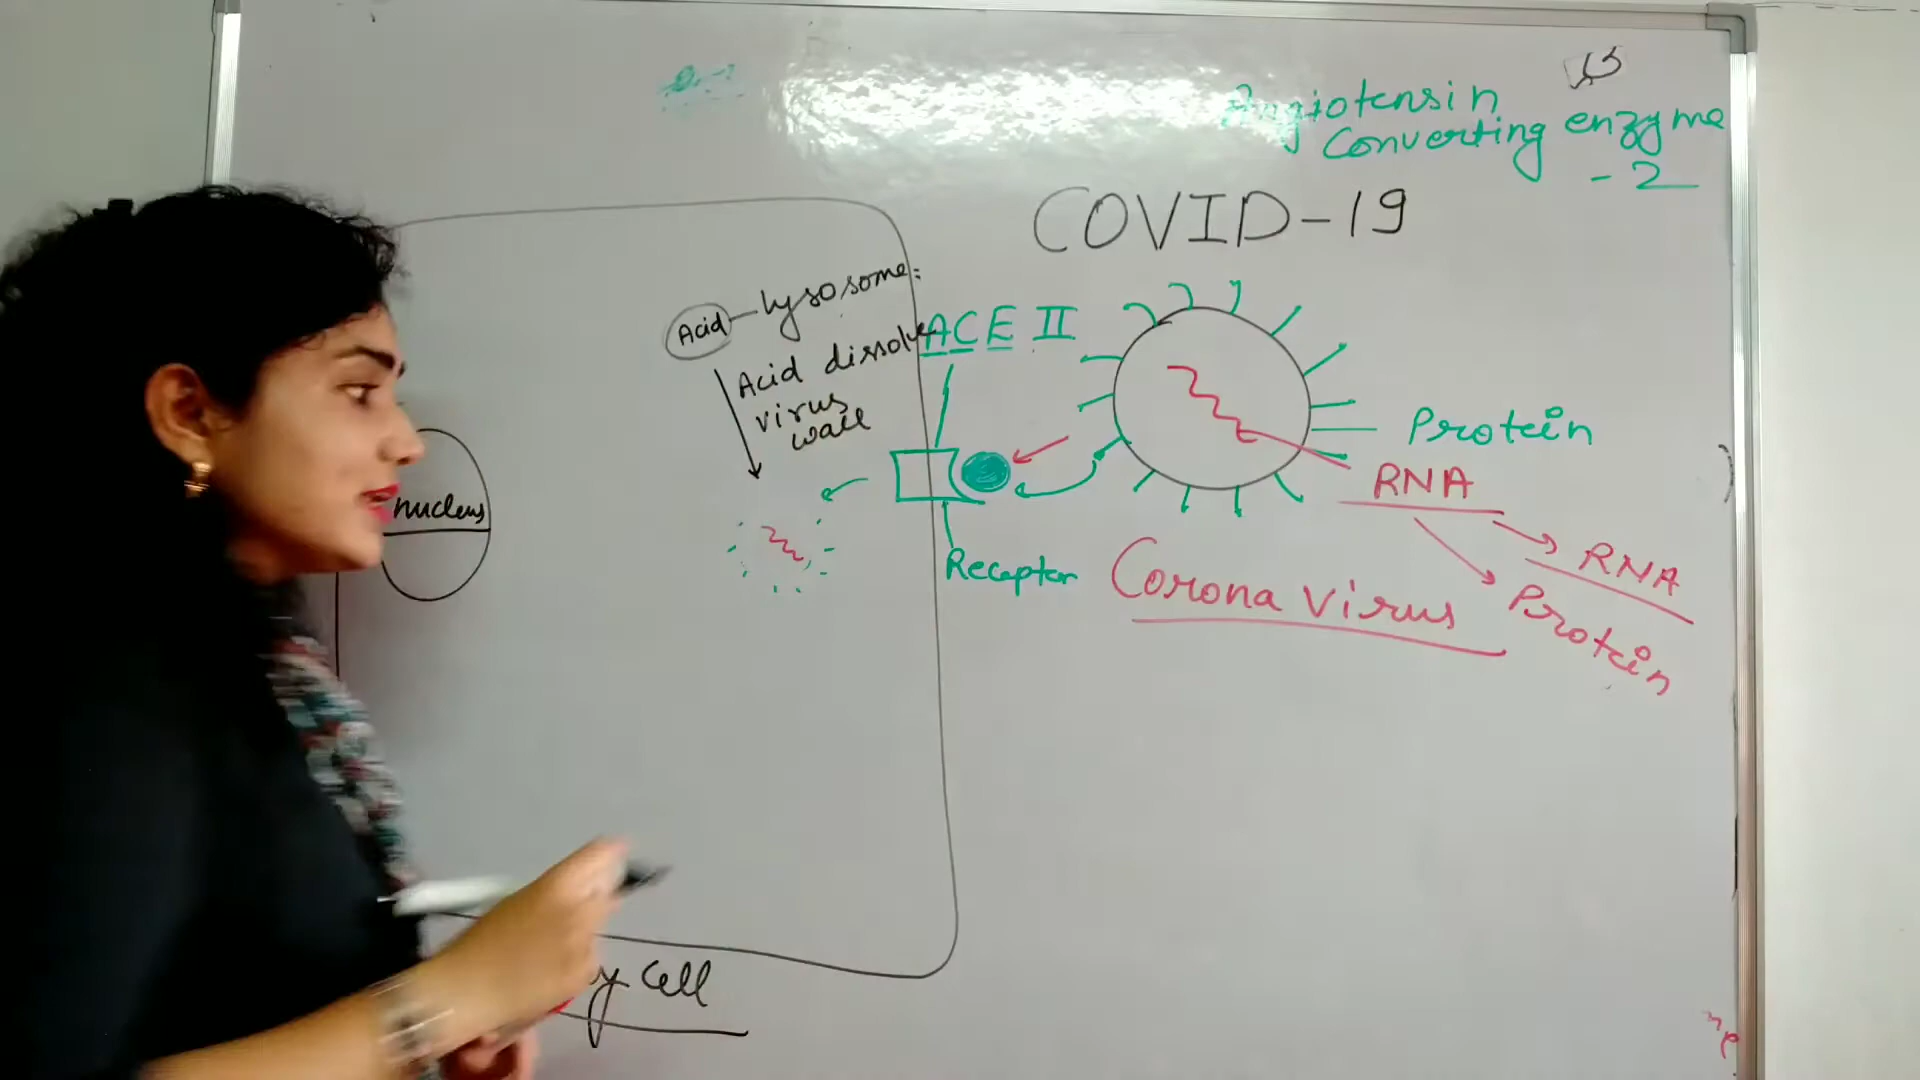 Angiotensin
Converting enzyme
- 2
COVID-19
Acid - lysosome:
Acid dissolve
virus
wall
ACE II
Protein
RNA
RNA
Protein
nucleus
Receptor
Corona virus
y Cell